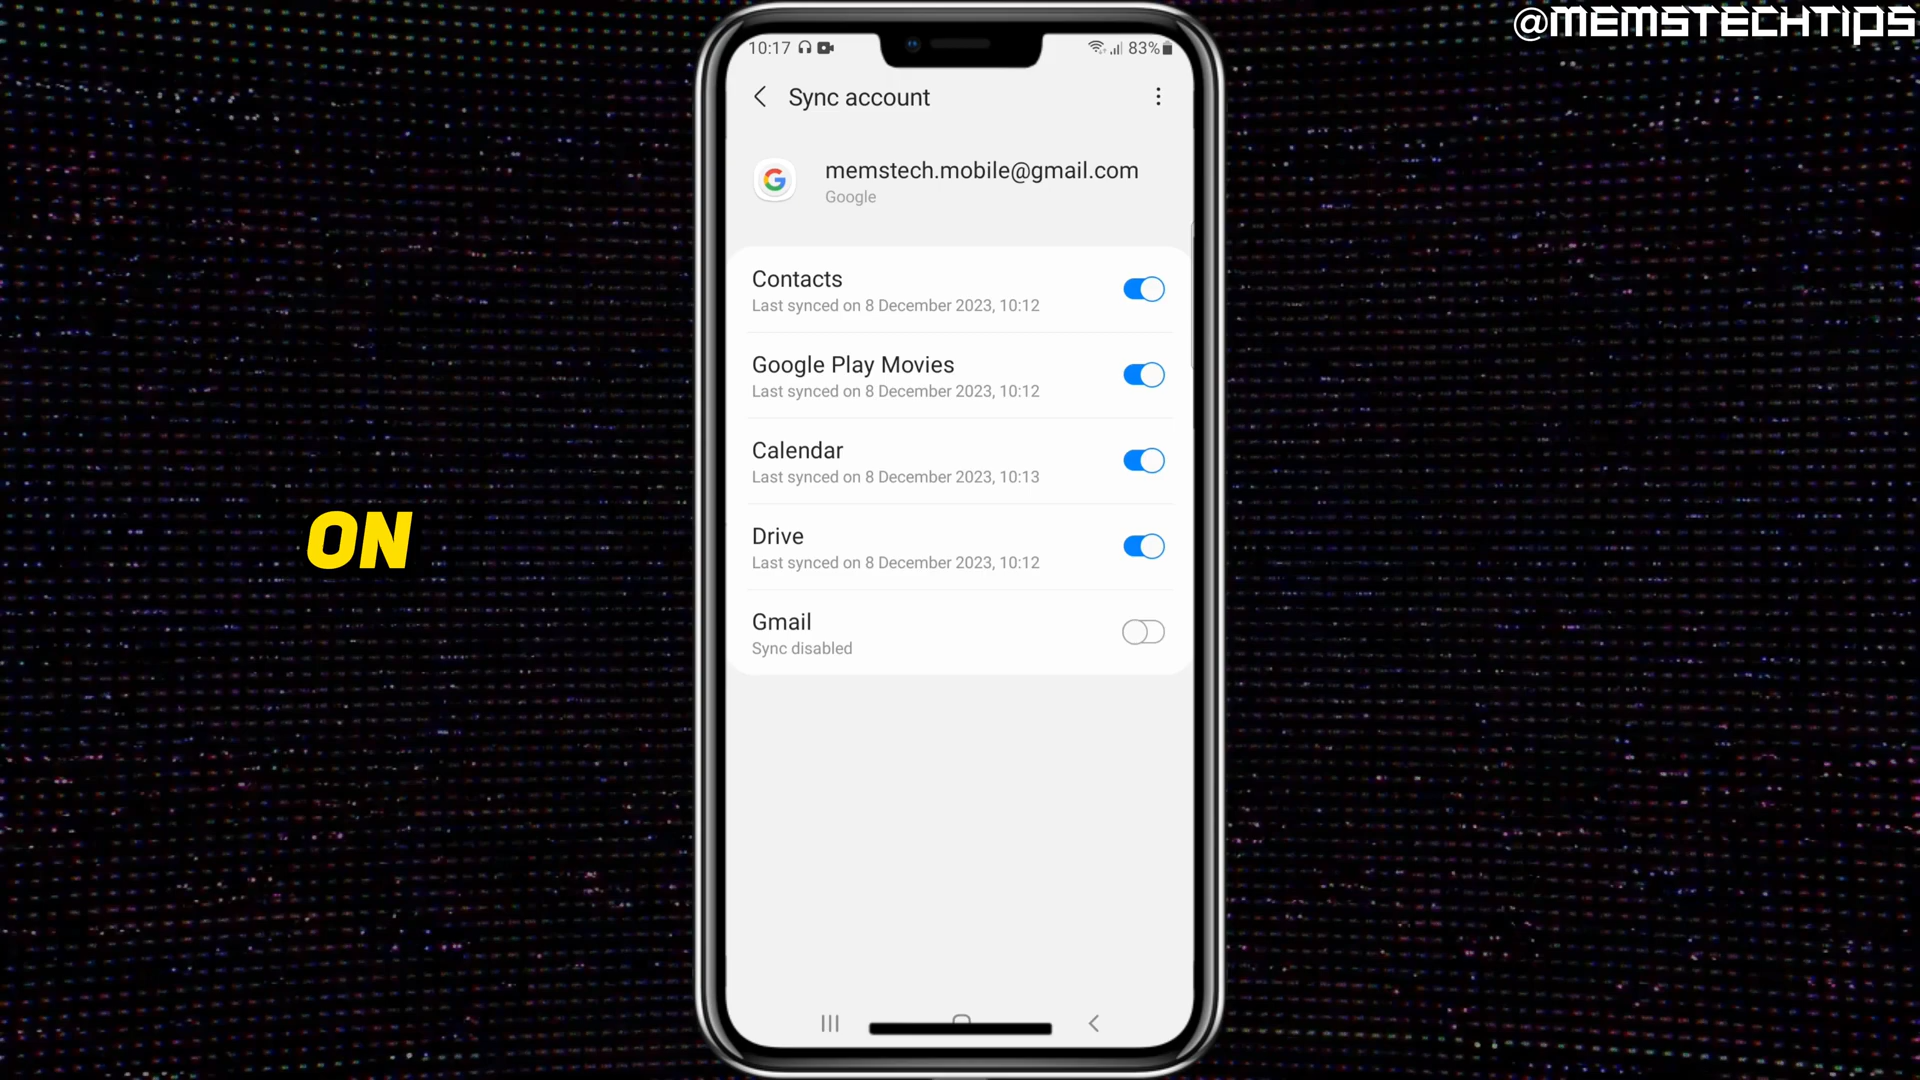 @MEMSTECHTIPS
10:17 83%
Sync account
memstech.mobile@gmail.com
Google
Contacts
Last synced on 8 December 2023, 10:12
Google Play Movies
Last synced on 8 December 2023, 10:12
Calendar
Last synced on 8 December 2023, 10:13
Drive
Last synced on 8 December 2023, 10:12
ON
Gmail
Sync disabled